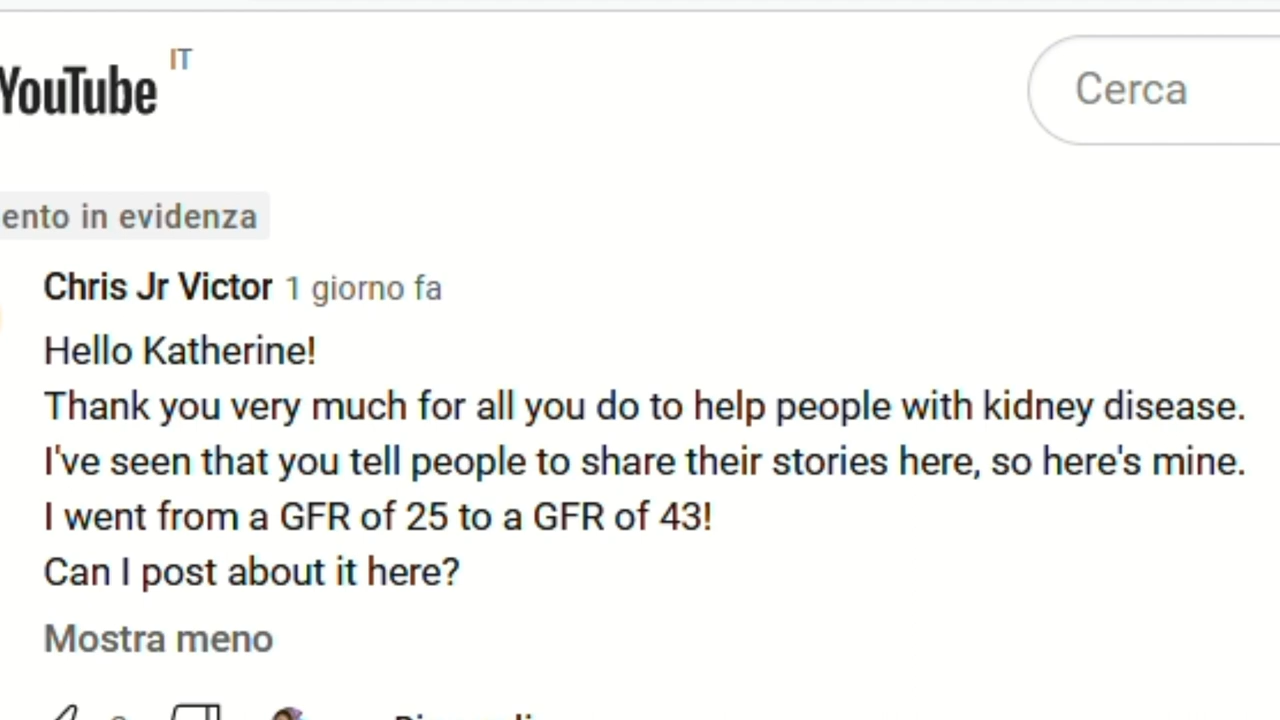 YouTube IT
Cerca
ento in evidenza
Chris Jr Victor 1 giorno fa
Hello Katherine!
Thank you very much for all you do to help people with kidney disease.
I've seen that you tell people to share their stories here, so here's mine.
I went from a GFR of 25 to a GFR of 43!
Can I post about it here?
Mostra meno